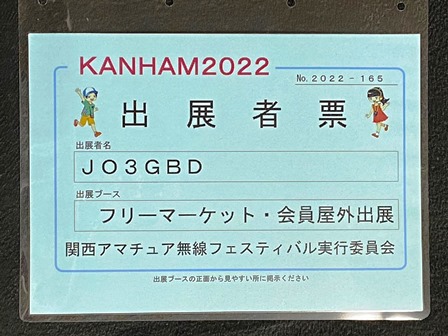 KANHAM2022
No.2022-165
出展者票
出展者名
JO3GBD
出展ブース
フリーマーケット・会員屋外出展
関西アマチュア無線フェスティバル実行委員会
出展ブースの正面から見やすい所に掲示ください